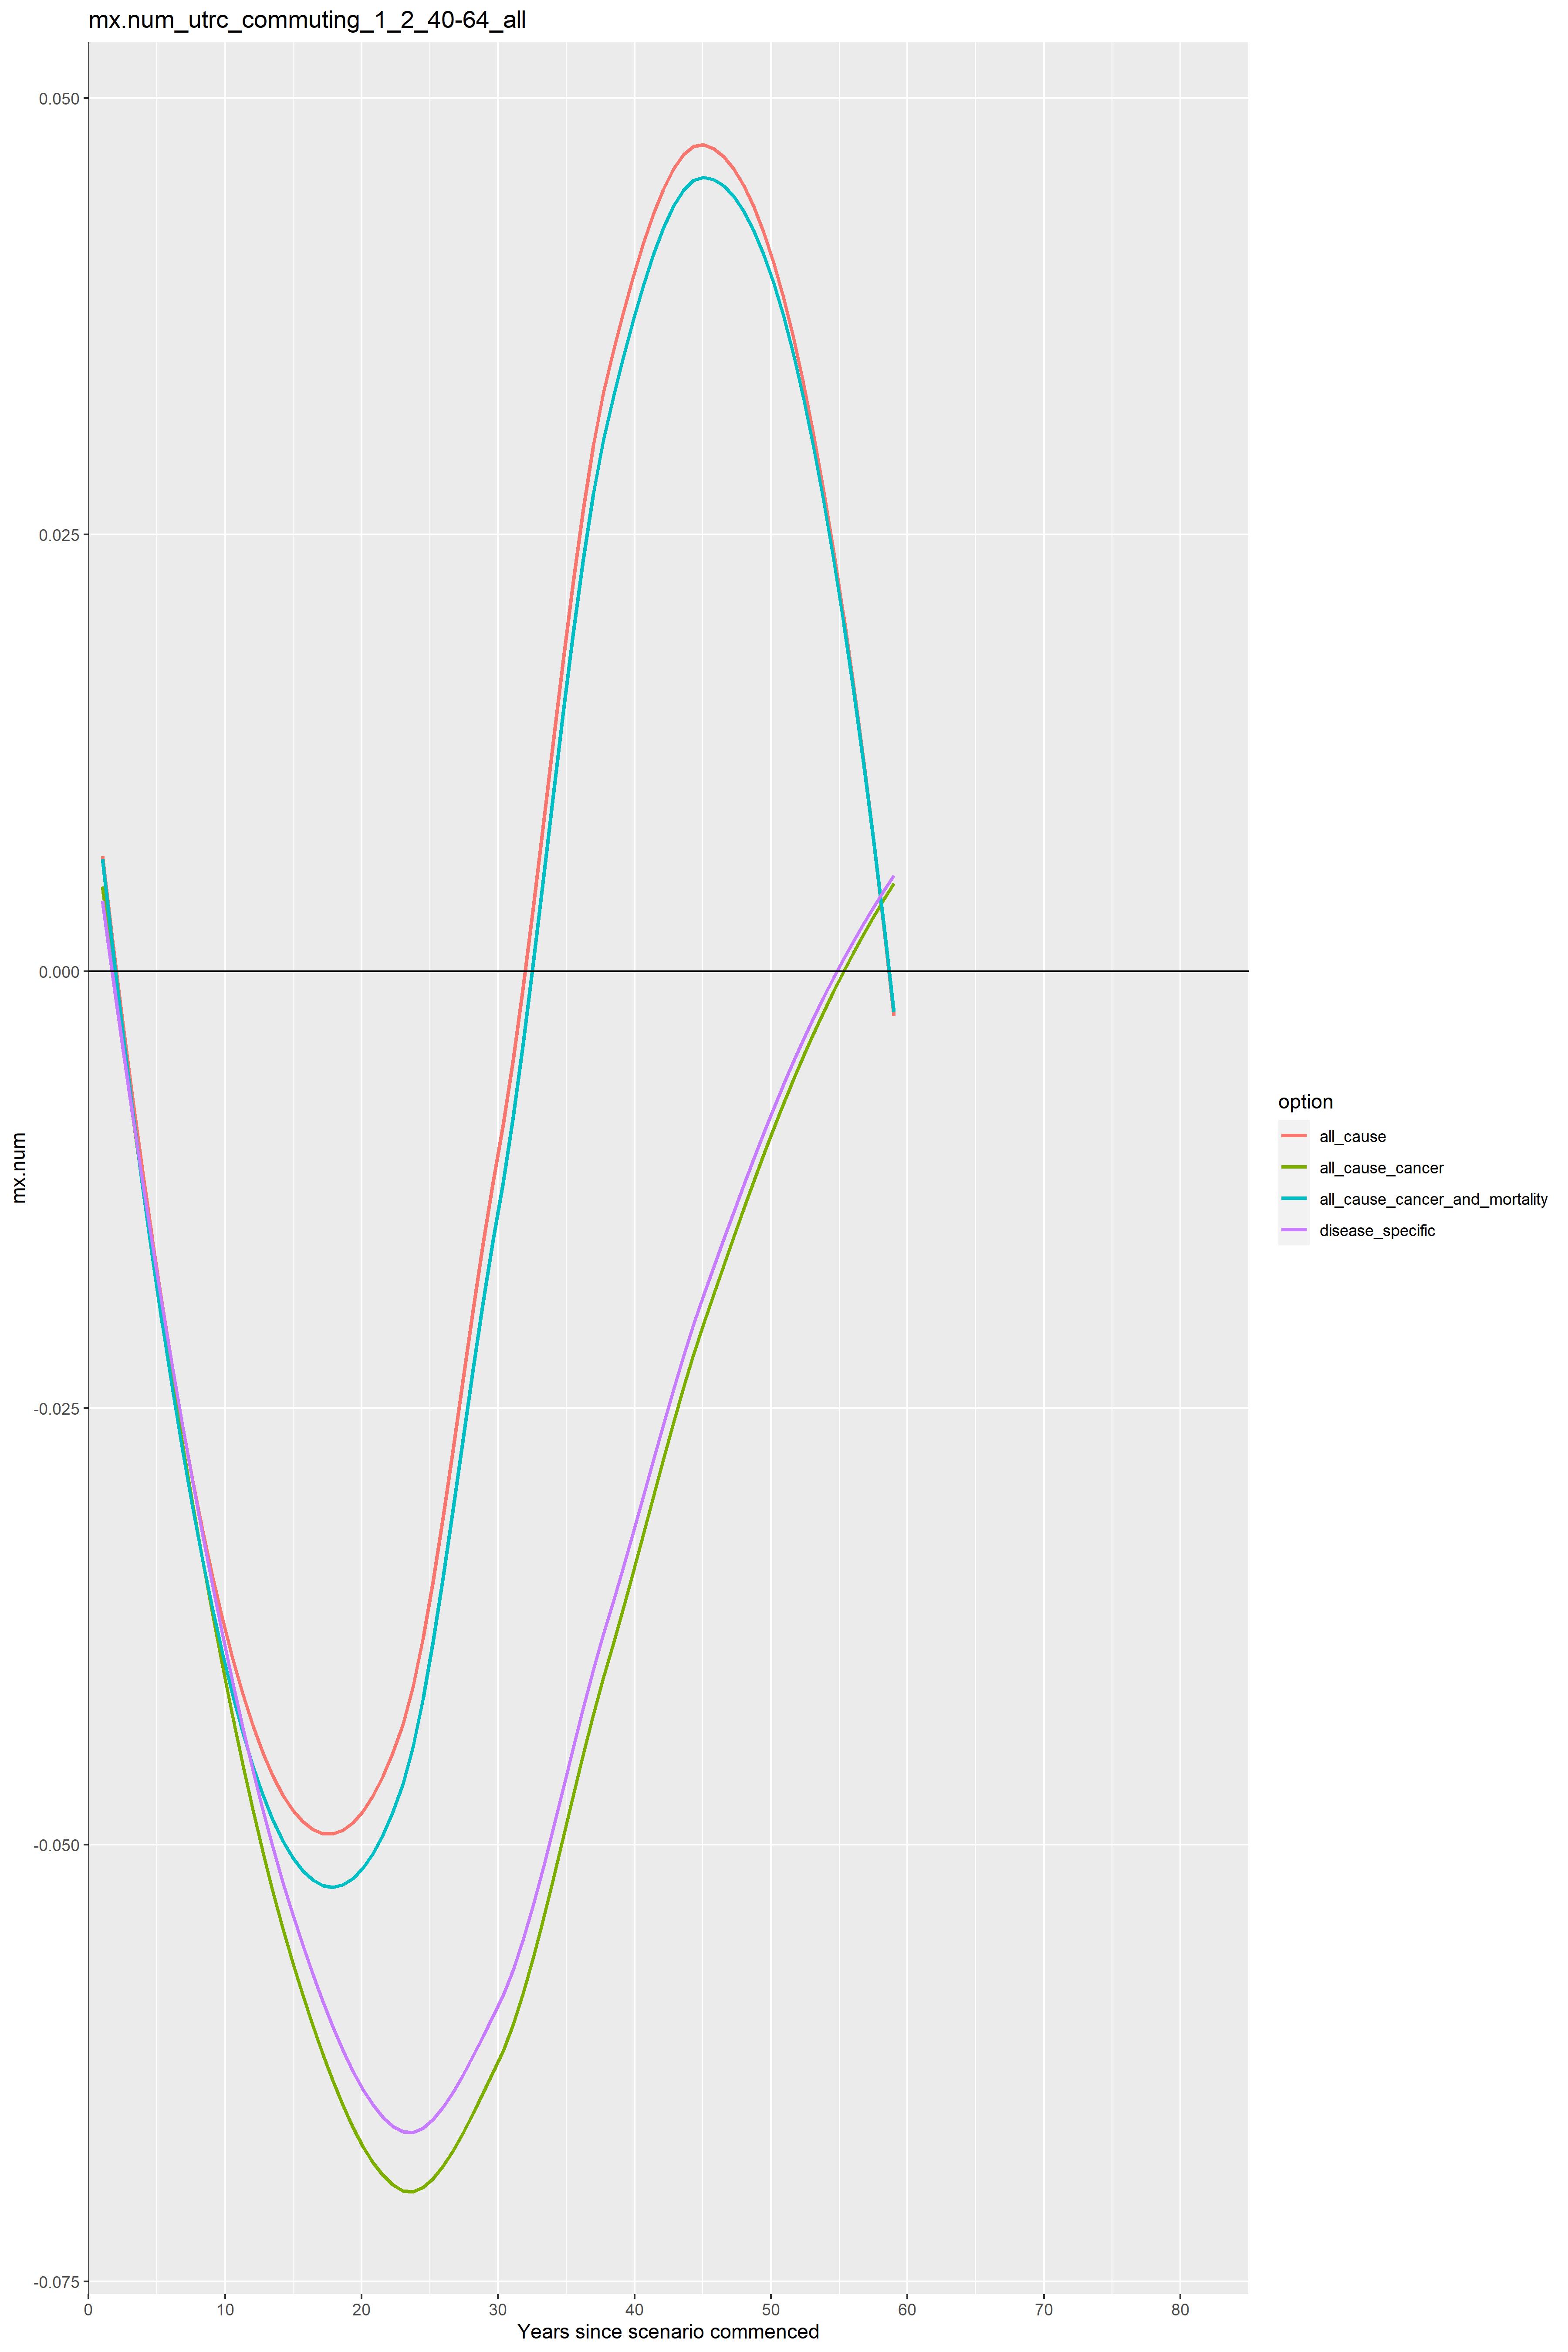 mx.num_utrc_commuting_1_2_40-64_all
0.050
0.025
0.000
-0.025
-0.050
-0.075
mx.num
0 10 20 30 40 50 60 70 80
Years since scenario commenced
option
all_cause
all_cause_cancer
all_cause_cancer_and_mortality
disease_specific